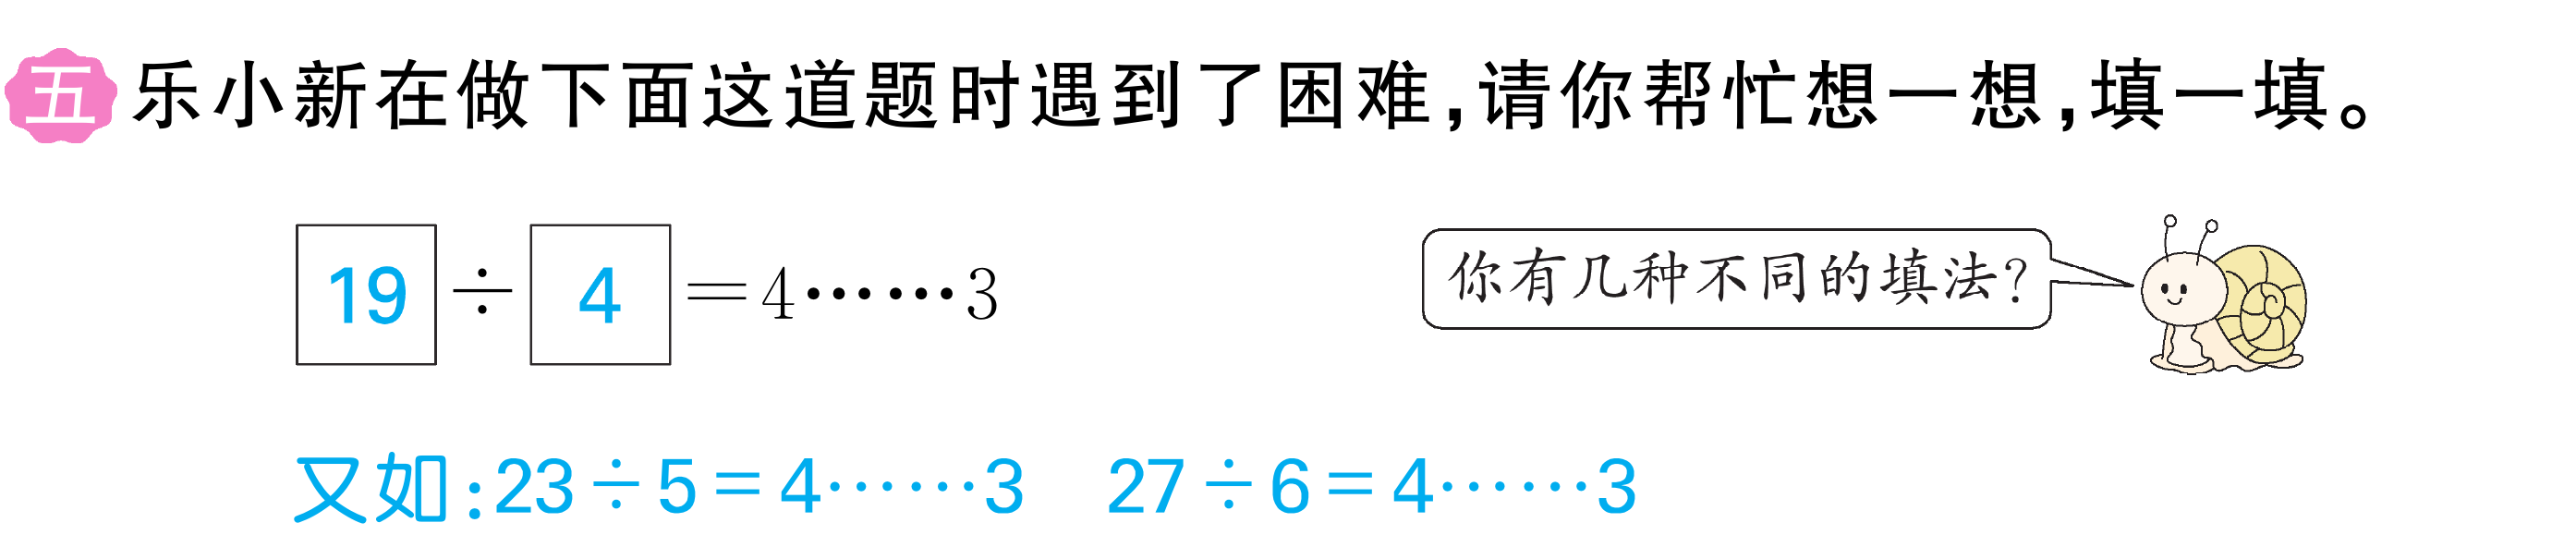 五 乐小新在做下面这道题时遇到了困难,请你帮忙想一想,填一填。
19÷4=4……3
你有几种不同的填法?
又如:23÷5=4……3 27÷6=4……3